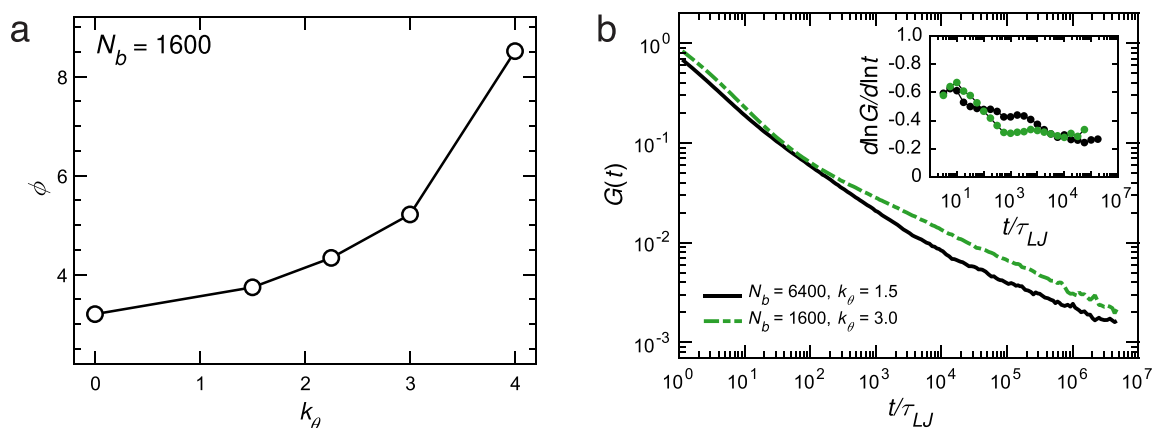 a
N_b = 1600
8
6
4
ϕ
0
1
2
3
4
k_θ
b
10^0
10^-1
10^-2
10^-3
G(t)
N_b = 6400, k_θ = 1.5
N_b = 1600, k_θ = 3.0
10^0
10^1
10^2
10^3
10^4
10^5
10^6
10^7
t/τ_LJ
1.0
-0.8
-0.6
-0.4
-0.2
0
dlnG/dlnt
10^1
10^3
10^4
10^7
t/τ_LJ